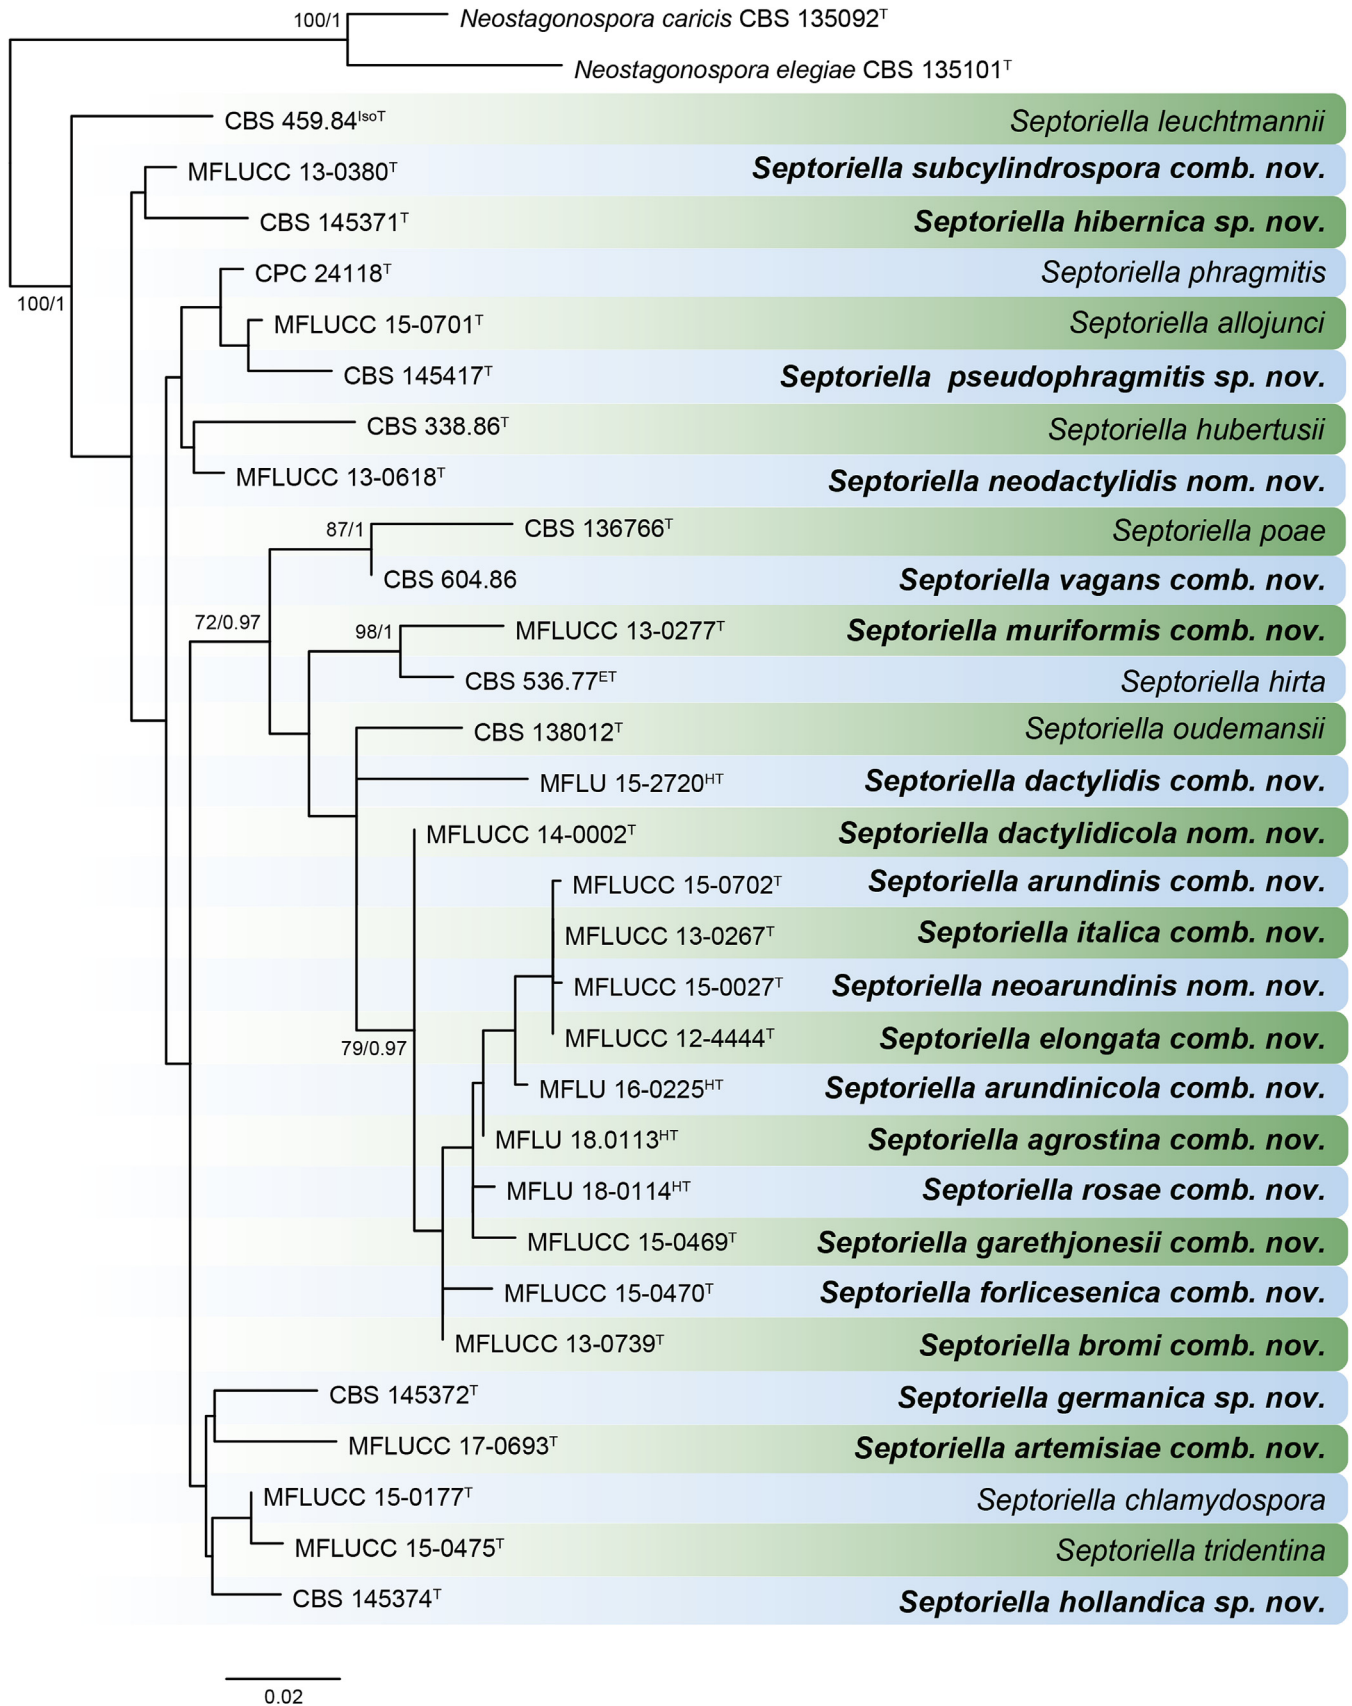 100/1
Neostagonospora caricis CBS 135092ᵀ
Neostagonospora elegiae CBS 135101ᵀ
CBS 459.84ᴵˢᵒᵀ Septoriella leuchtmannii
MFLUCC 13-0380ᵀ Septoriella subcylindrospora comb. nov.
CBS 145371ᵀ Septoriella hibernica sp. nov.
CPC 24118ᵀ Septoriella phragmitis
100/1
MFLUCC 15-0701ᵀ Septoriella allojunci
CBS 145417ᵀ Septoriella pseudophragmitis sp. nov.
CBS 338.86ᵀ Septoriella hubertusii
MFLUCC 13-0618ᵀ Septoriella neodactylidis nom. nov.
87/1
CBS 136766ᵀ Septoriella poae
CBS 604.86 Septoriella vagans comb. nov.
72/0.97
98/1
MFLUCC 13-0277ᵀ Septoriella muriformis comb. nov.
CBS 536.77ᴱᵀ Septoriella hirta
CBS 138012ᵀ Septoriella oudemansii
MFLU 15-2720ᴴᵀ Septoriella dactylidis comb. nov.
MFLUCC 14-0002ᵀ Septoriella dactylidicola nom. nov.
MFLUCC 15-0702ᵀ Septoriella arundinis comb. nov.
MFLUCC 13-0267ᵀ Septoriella italica comb. nov.
MFLUCC 15-0027ᵀ Septoriella neoarundinis nom. nov.
MFLUCC 12-4444ᵀ Septoriella elongata comb. nov.
79/0.97
MFLU 16-0225ᴴᵀ Septoriella arundinicola comb. nov.
MFLU 18.0113ᴴᵀ Septoriella agrostina comb. nov.
MFLU 18-0114ᴴᵀ Septoriella rosae comb. nov.
MFLUCC 15-0469ᵀ Septoriella garethjonesii comb. nov.
MFLUCC 15-0470ᵀ Septoriella forlicesenica comb. nov.
MFLUCC 13-0739ᵀ Septoriella bromi comb. nov.
CBS 145372ᵀ Septoriella germanica sp. nov.
MFLUCC 17-0693ᵀ Septoriella artemisiae comb. nov.
MFLUCC 15-0177ᵀ Septoriella chlamydospora
MFLUCC 15-0475ᵀ Septoriella tridentina
CBS 145374ᵀ Septoriella hollandica sp. nov.
0.02